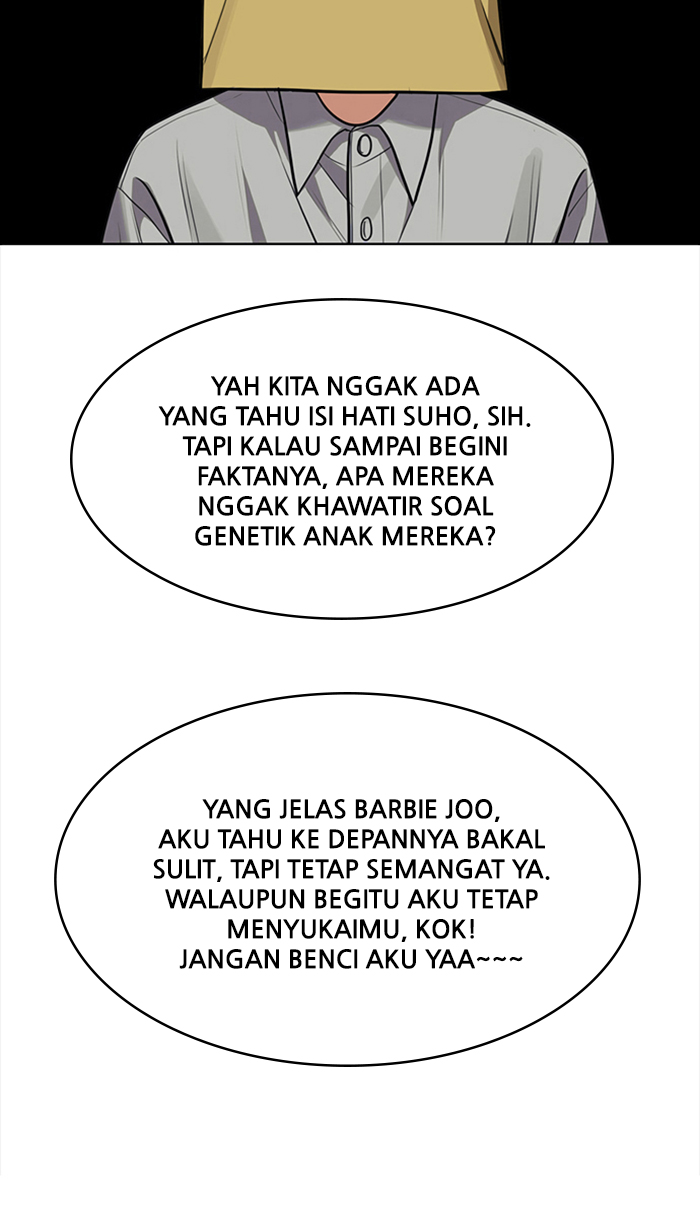 YAH KITA NGGAK ADA
YANG TAHU ISI HATI SUHO, SIH.
TAPI KALAU SAMPAI BEGINI
FAKTANYA, APA MEREKA
NGGAK KHAWATIR SOAL
GENETIK ANAK MEREKA?
YANG JELAS BARBIE JOO,
AKU TAHU KE DEPANNYA BAKAL
SULIT, TAPI TETAP SEMANGAT YA.
WALAUPUN BEGITU AKU TETAP
MENYUKAIMU, KOK!
JANGAN BENCI AKU YAA~~~